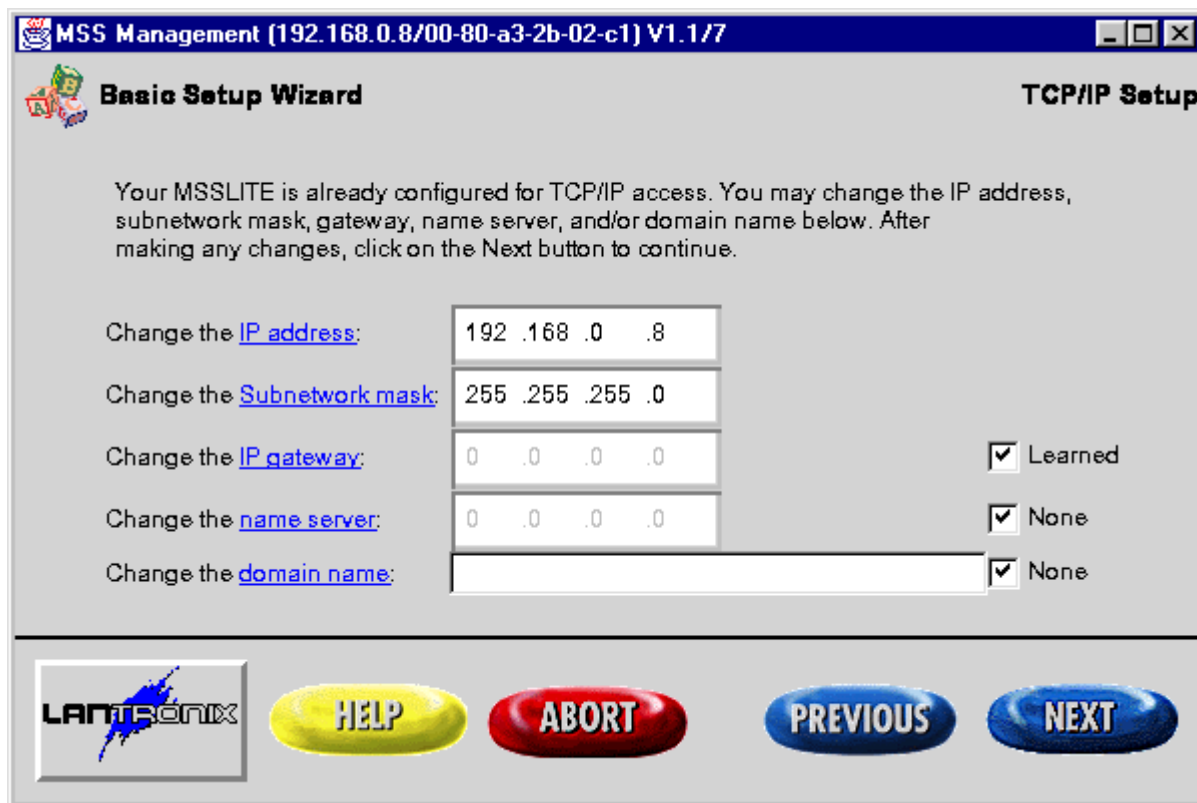 MSS Management (192.168.0.8/00-80-a3-2b-02-c1) V1.1/7
Basic Setup Wizard
TCP/IP Setup
Your MSSLITE is already configured for TCP/IP access. You may change the IP address,
subnetwork mask, gateway, name server, and/or domain name below. After
making any changes, click on the Next button to continue.
Change the IP address: 192 .168 .0 .8
Change the Subnetwork mask: 255 .255 .255 .0
Change the IP gateway: 0 .0 .0 .0 Learned
Change the name server: 0 .0 .0 .0 None
Change the domain name: None
LANTRONIX HELP ABORT PREVIOUS NEXT